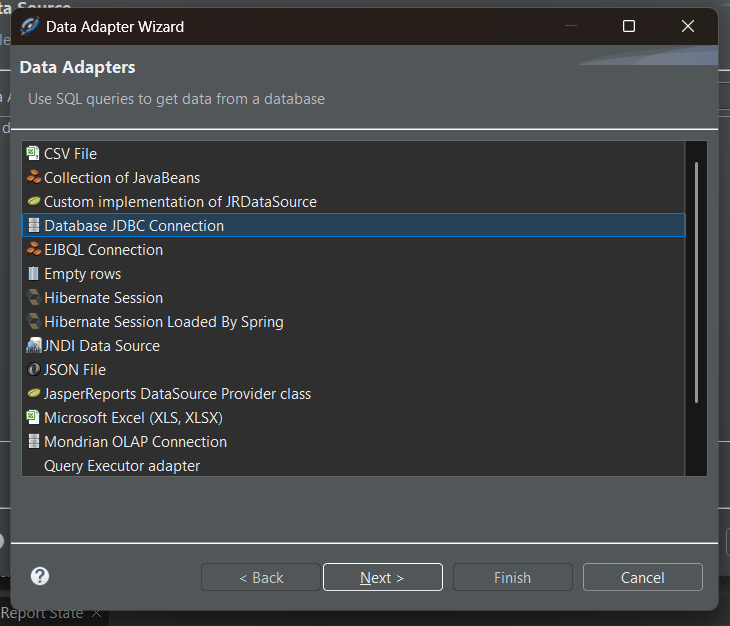 ta Source
Data Adapter Wizard
Data Adapters
Use SQL queries to get data from a database
CSV File
Collection of JavaBeans
Custom implementation of JRDataSource
Database JDBC Connection
EJBQL Connection
Empty rows
Hibernate Session
Hibernate Session Loaded By Spring
JNDI Data Source
JSON File
JasperReports DataSource Provider class
Microsoft Excel (XLS, XLSX)
Mondrian OLAP Connection
Query Executor adapter
?
< Back
Next >
Finish
Cancel
Report State